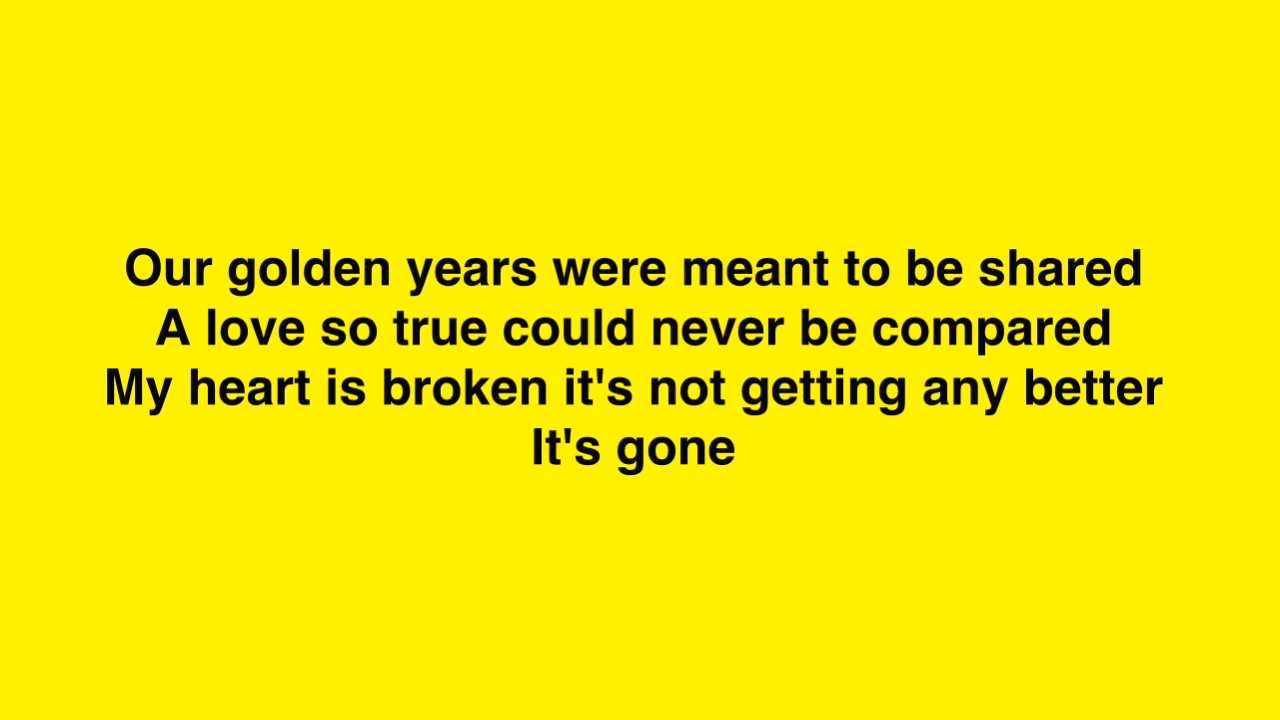 Our golden years were meant to be shared
A love so true could never be compared
My heart is broken it's not getting any better
It's gone